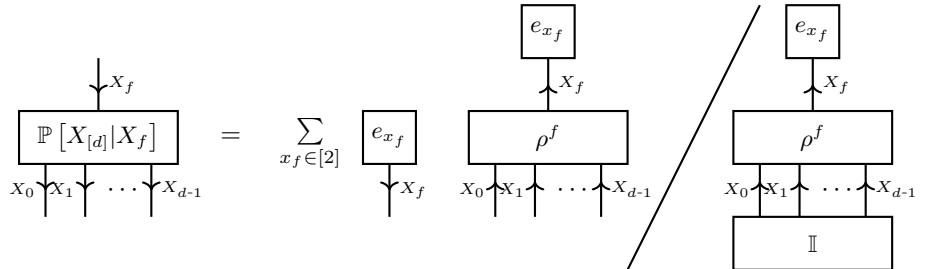 e_{x_f} e_{x_f}
X_f X_f X_f
ℙ [X_{[d]}|X_f] = ∑_{x_f∈[2]} e_{x_f} ρ^f ρ^f
X_0 X_1 ··· X_{d-1} X_f X_0 X_1 ··· X_{d-1} X_0 X_1 ··· X_{d-1}
𝕀